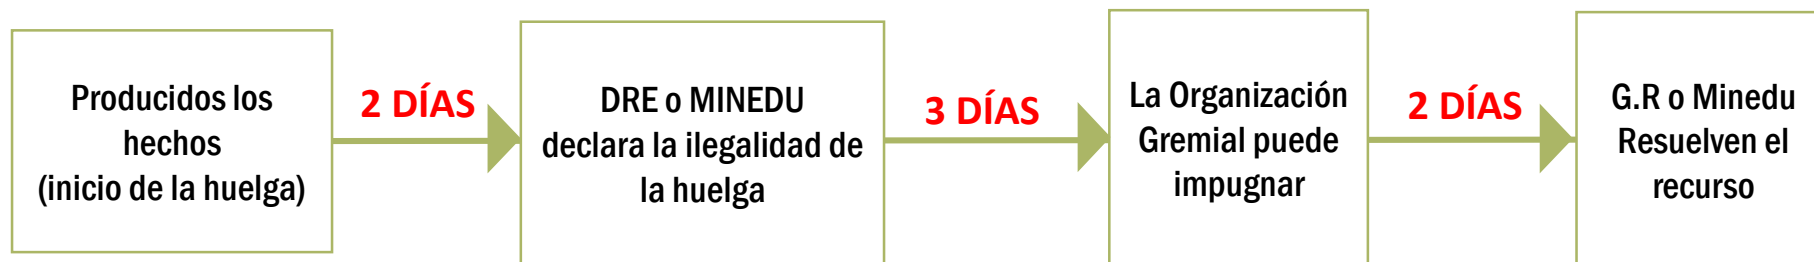 Producidos los
hechos
(inicio de la huelga)
2 DÍAS
DRE o MINEDU
declara la ilegalidad de
la huelga
3 DÍAS
La Organización
Gremial puede
impugnar
2 DÍAS
G.R o Minedu
Resuelven el
recurso